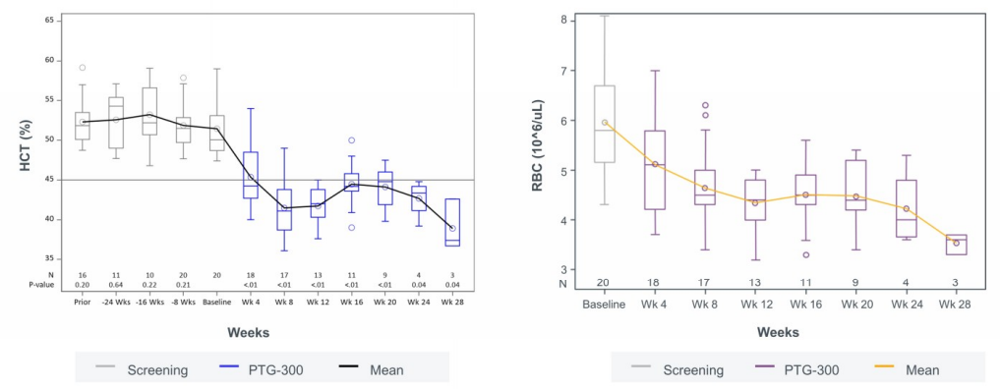 65
60
55
50
45
40
35
HCT (%)
N 16 11 10 20 20 18 17 13 11 9 4 3
P-value 0.20 0.64 0.22 0.21 <.01 <.01 <.01 <.01 <.01 0.04 0.04
Prior -24 Wks -16 Wks -8 Wks Baseline Wk 4 Wk 8 Wk 12 Wk 16 Wk 20 Wk 24 Wk 28
Weeks
Screening PTG-300 Mean
8
7
6
5
4
3
RBC (10^6/uL)
N 20 18 17 13 11 9 4 3
Baseline Wk 4 Wk 8 Wk 12 Wk 16 Wk 20 Wk 24 Wk 28
Weeks
Screening PTG-300 Mean